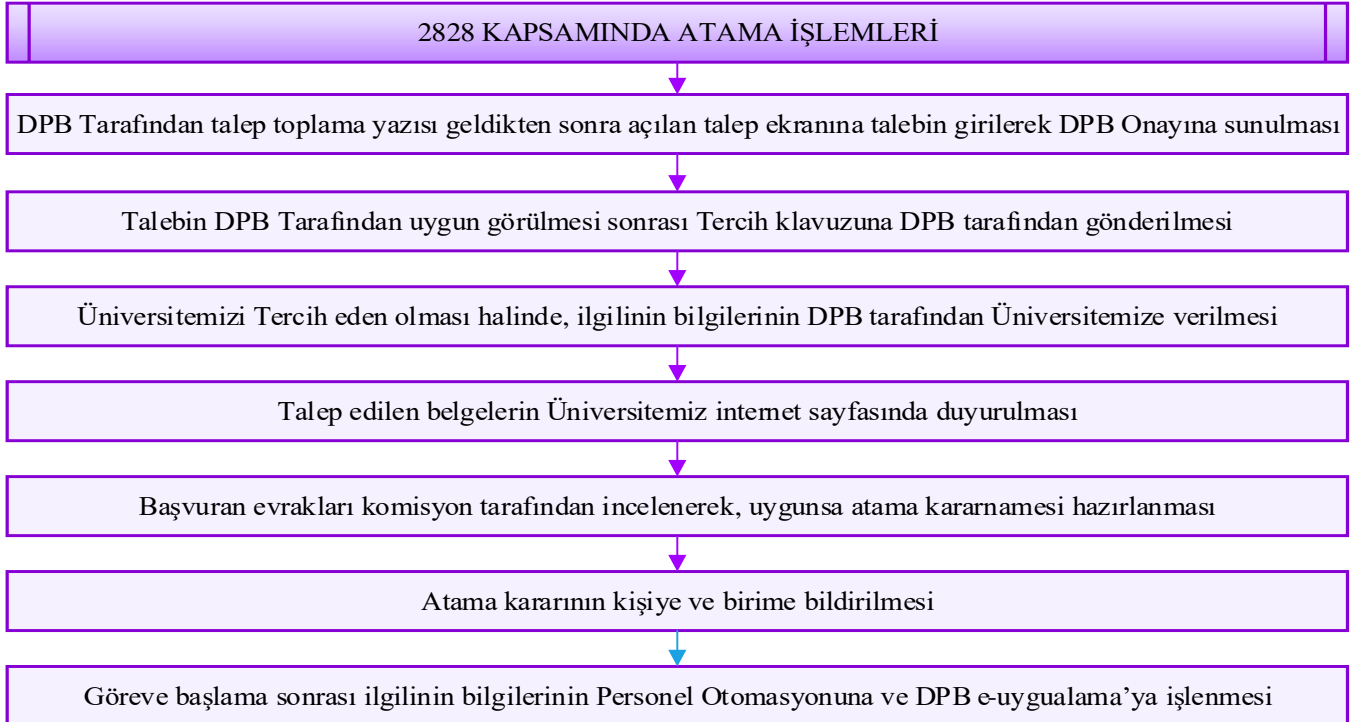 2828 KAPSAMINDA ATAMA İŞLEMLERİ
DPB Tarafından talep toplama yazısı geldikten sonra açılan talep ekranına talebin girilerek DPB Onayına sunulması
Talebin DPB Tarafından uygun görülmesi sonrası Tercih klavuzuna DPB tarafından gönderilmesi
Üniversitemizi Tercih eden olması halinde, ilgilinin bilgilerinin DPB tarafından Üniversitemize verilmesi
Talep edilen belgelerin Üniversitemiz internet sayfasında duyurulması
Başvuran evrakları komisyon tarafından incelenerek, uygunsa atama kararnamesi hazırlanması
Atama kararının kişiye ve birime bildirilmesi
Göreve başlama sonrası ilgilinin bilgilerinin Personel Otomasyonuna ve DPB e-uygualama’ya işlenmesi